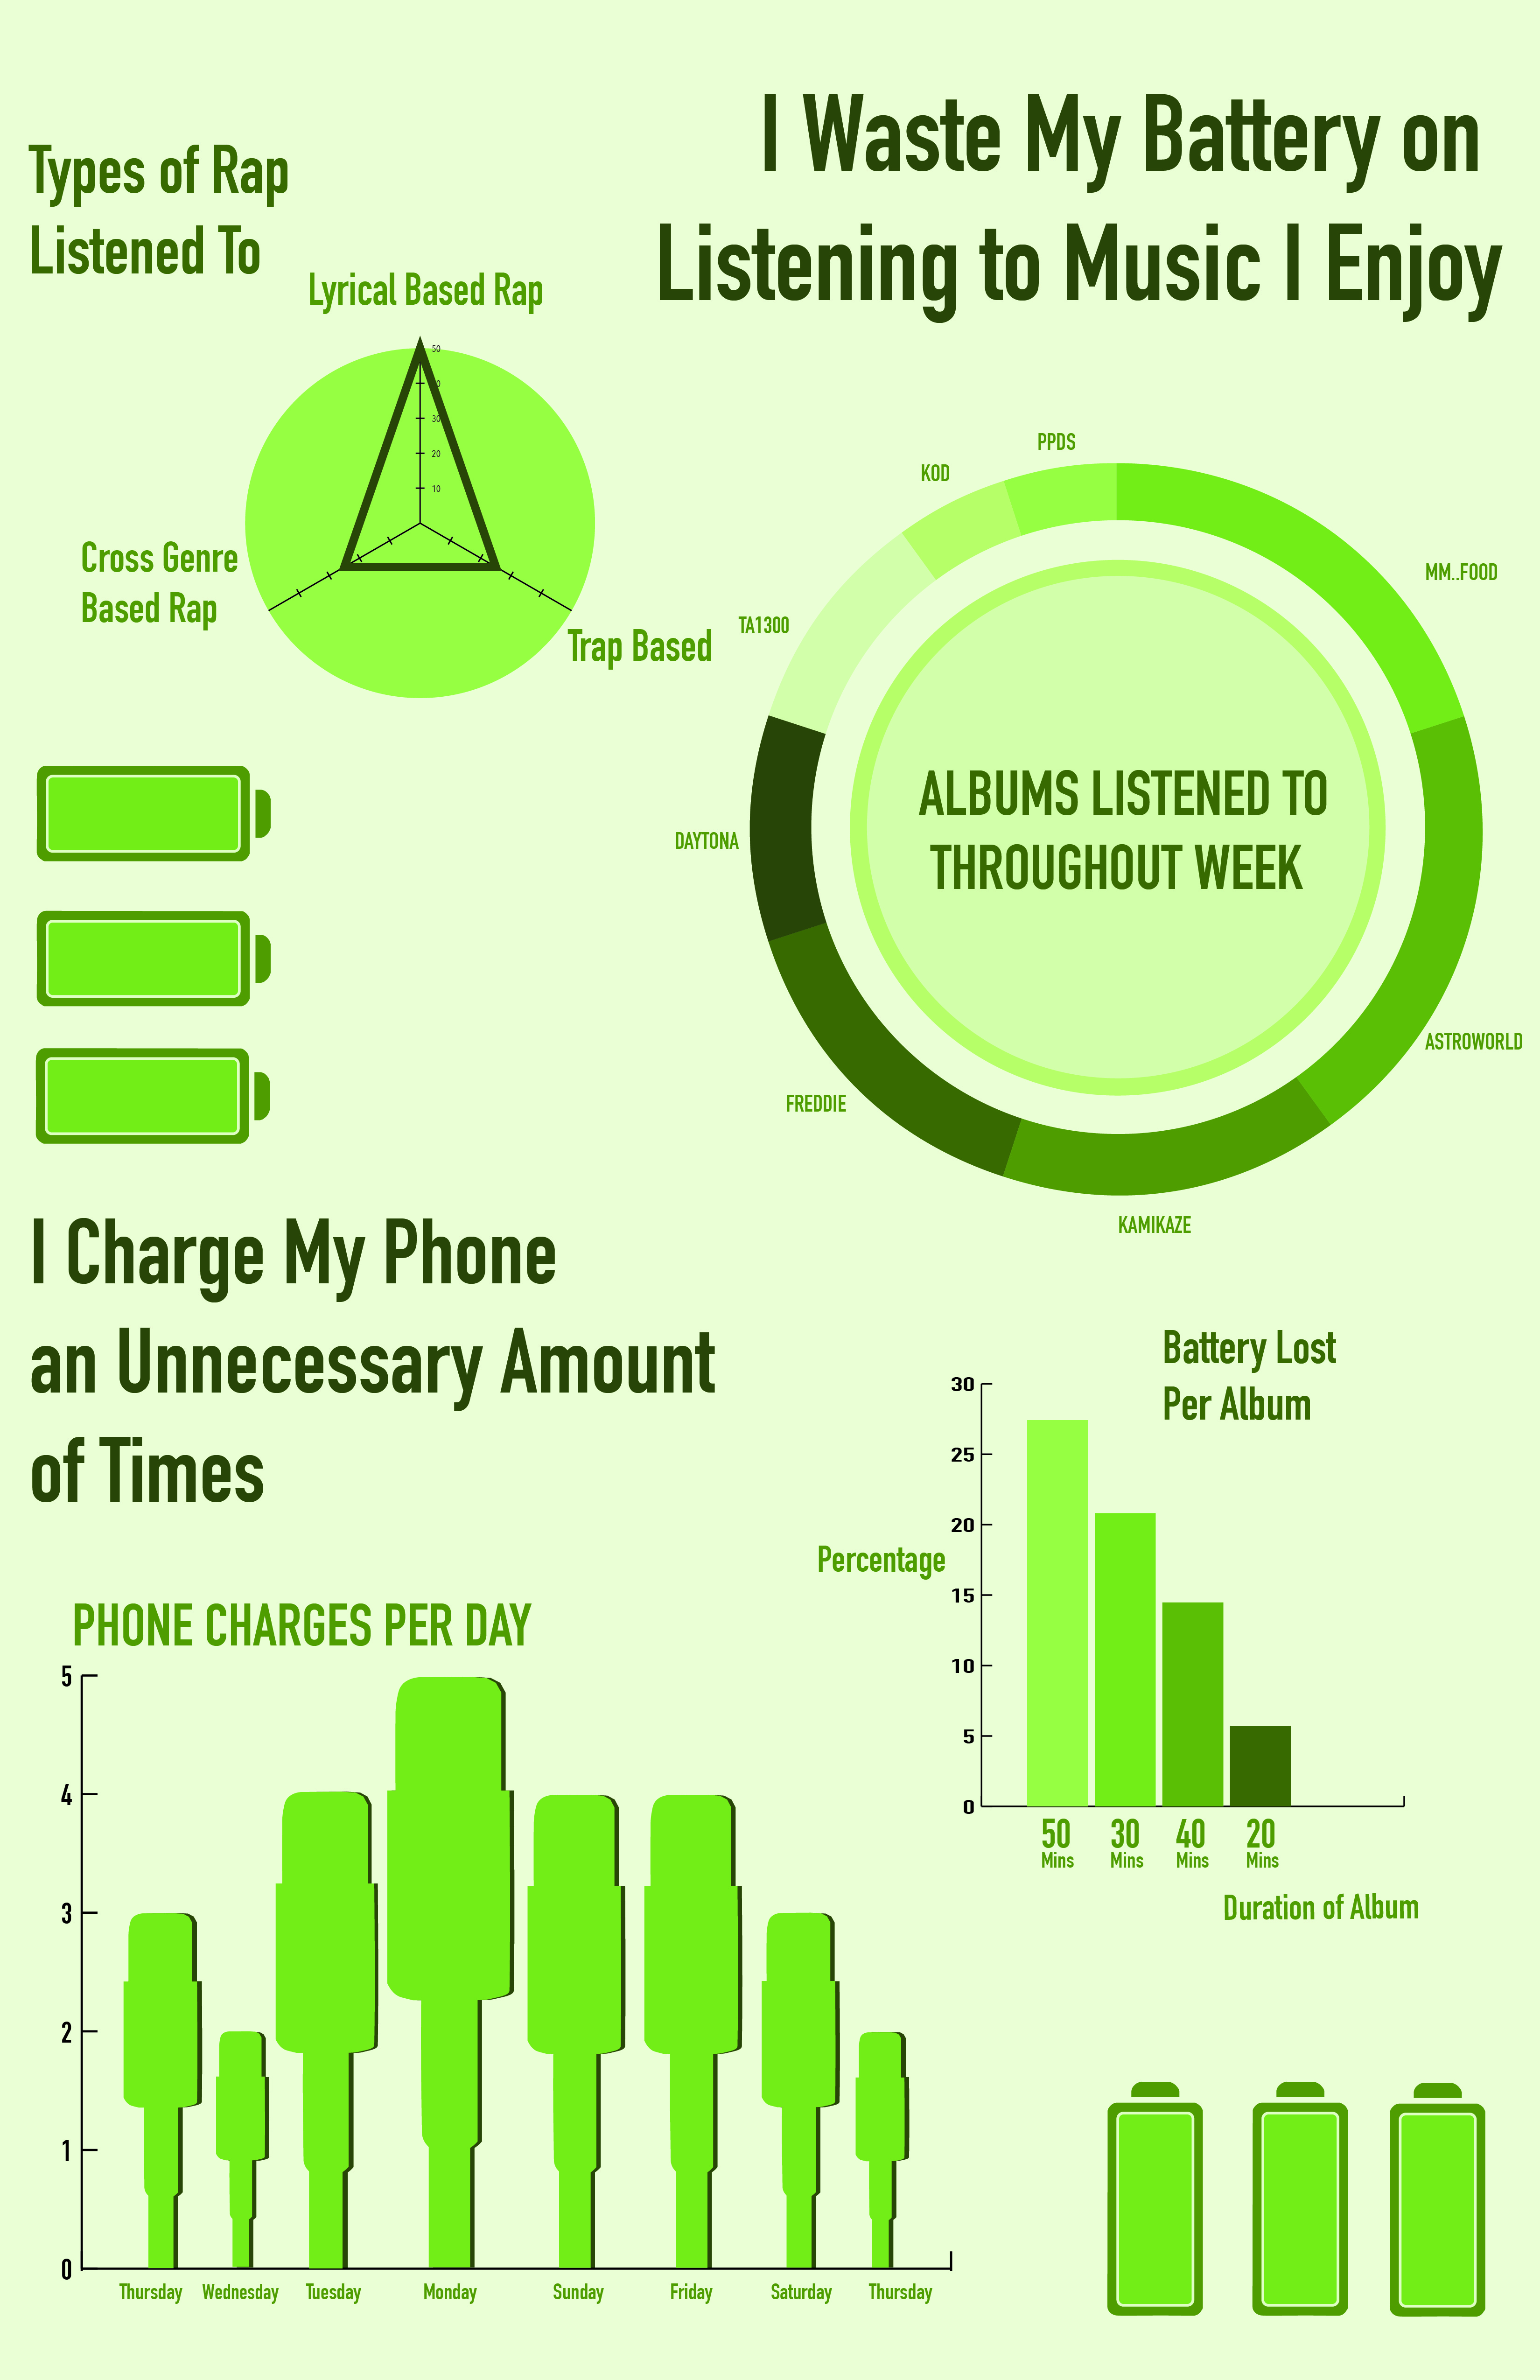 I Waste My Battery on
Listening to Music I Enjoy
Types of Rap
Listened To
Lyrical Based Rap
50
30
20
10
Cross Genre
Based Rap
Trap Based
PPDS
KOD
MM..FOOD
TA1300
DAYTONA
ALBUMS LISTENED TO
THROUGHOUT WEEK
ASTROWORLD
FREDDIE
KAMIKAZE
I Charge My Phone
an Unnecessary Amount
of Times
Battery Lost
Per Album
30
25
20
15
10
5
0
Percentage
50 30 40 20
Mins Mins Mins Mins
Duration of Album
PHONE CHARGES PER DAY
5
4
3
2
1
0
Thursday Wednesday Tuesday Monday Sunday Friday Saturday Thursday